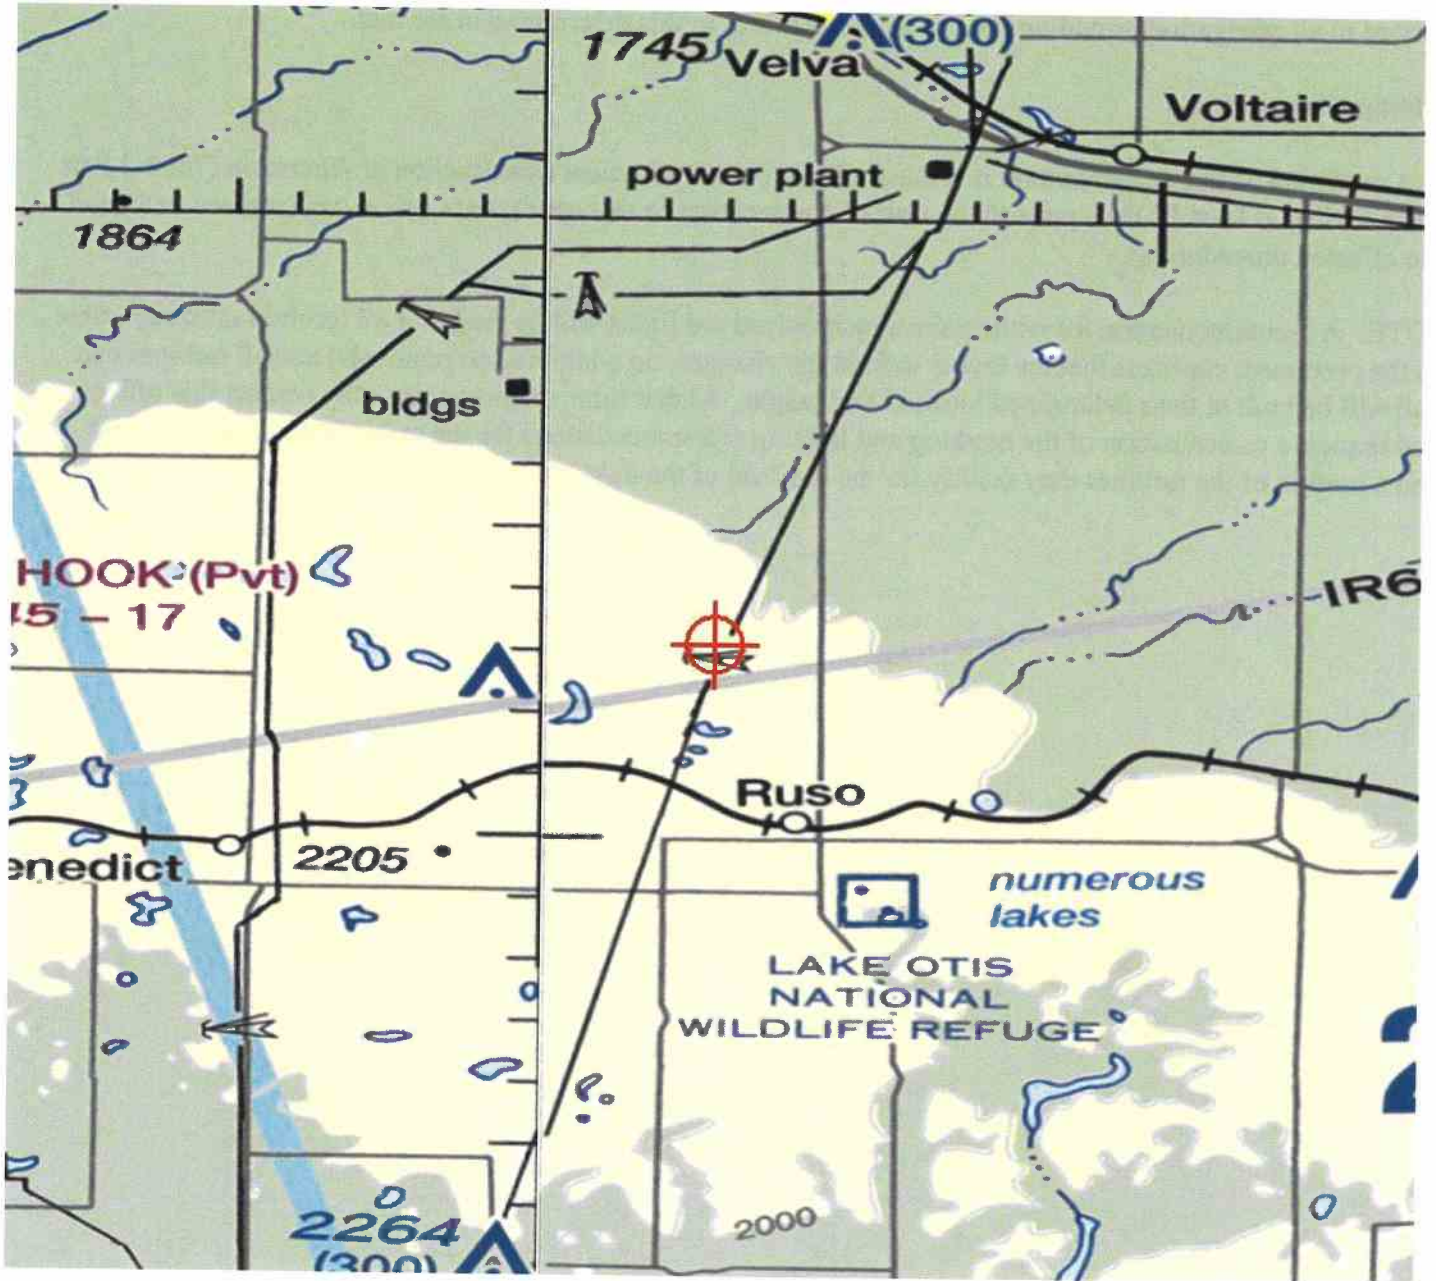 (300)
1745
Velva
Voltaire
power plant
1864
bldgs
HOOK (Pvt)
45 – 17
IR6
Ruso
enedict
2205
numerous
lakes
LAKE OTIS
NATIONAL
WILDLIFE REFUGE
2000
2264
(300)